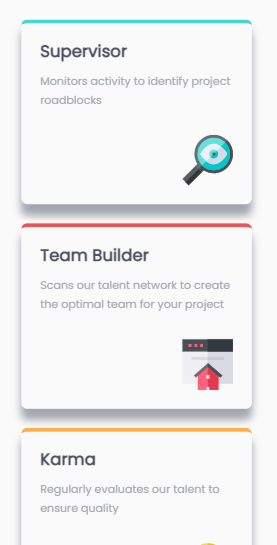 Supervisor
Monitors activity to identify project
roadblocks
Team Builder
Scans our talent network to create
the optimal team for your project
Karma
Regularly evaluates our talent to
ensure quality